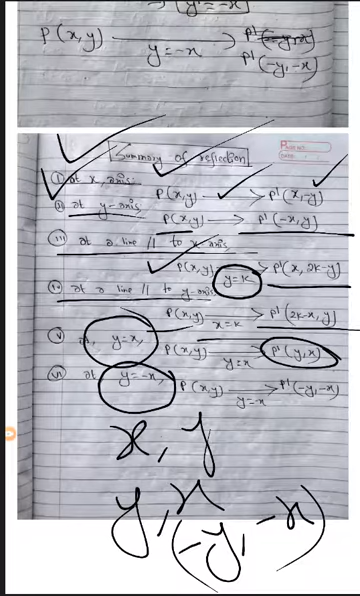 y = -x
P(x,y) → y = -x P'(-y,-x)
P'(-y,-x)
Summary of reflection
(i) at x, axis:
P(x,y) → P'(x,-y)
(ii) at y-axis
P(x,y) → P'(-x,y)
(iii) at a line // to x-axis
P(x,y) → y=k P'(x, 2k-y)
(iv) at a line // to y-axis
P(x,y) → x=k P'(2k-x, y)
(v) y=x,
P(x,y) → y=x P'(y,x)
(vi) at y=-x,
P(x,y) → y=-x P'(-y,-x)
x, y
y, x
(-y, -x)